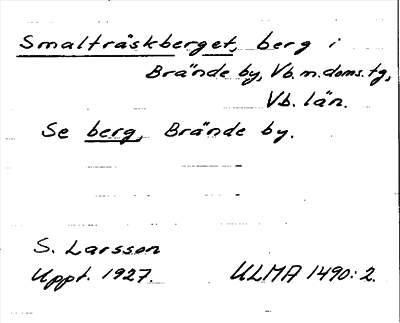 Smalträskberget, berg i
Brände by, Vb. m. doms. tg,
Vb. län.
Se berg, Brände by.
S. Larsson
Uppt. 1927. ULMA 1490: 2.